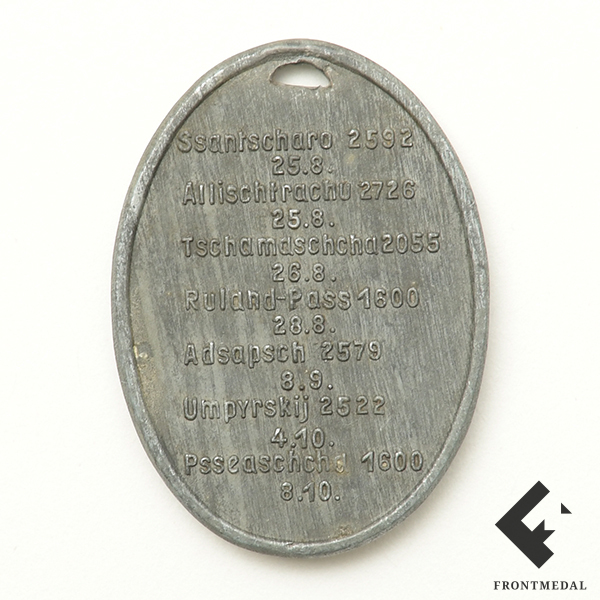 Ssantscharo 2592
25.8.
Allischtrachu 2726
25.8.
Tschamaschcha 2055
26.8.
Ruland-Pass 1600
28.8.
Adsapsch 2579
8.9.
Umpyrskij 2522
4.10.
Psseaschcha 1600
8.10.
FRONTMEDAL